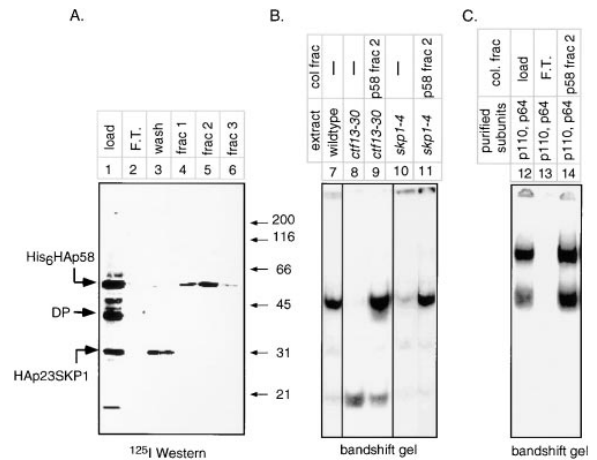 A.
load
F.T.
wash
frac 1
frac 2
frac 3
1 2 3 4 5 6
His6HAp58
DP
HAp23SKP1
200
116
66
45
31
21
125I Western
B.
col frac
— — p58 frac 2 — p58 frac 2
extract
wildtype ctf13-30 ctf13-30 skp1-4 skp1-4
7 8 9 10 11
bandshift gel
C.
col. frac
load F.T. p58 frac 2
purified
subunits
p110, p64 p110, p64 p110, p64
12 13 14
bandshift gel